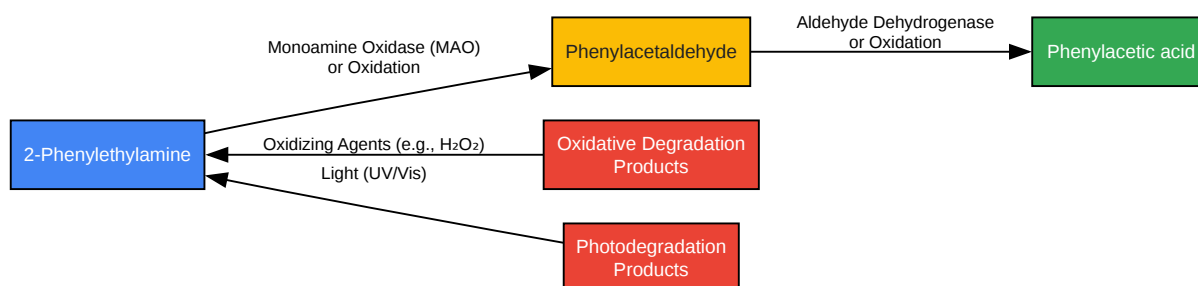 Monoamine Oxidase (MAO)
or Oxidation
Phenylacetaldehyde
Aldehyde Dehydrogenase
or Oxidation
Phenylacetic acid
2-Phenylethylamine
Oxidizing Agents (e.g., H₂O₂)
Oxidative Degradation
Products
Light (UV/Vis)
Photodegradation
Products